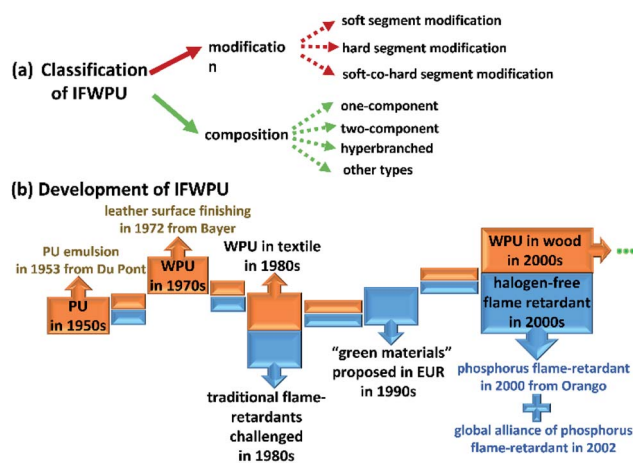 (a) Classification
of IFWPU
modificatio
n
soft segment modification
hard segment modification
soft-co-hard segment modification
composition
one-component
two-component
hyperbranched
other types
(b) Development of IFWPU
PU emulsion
in 1953 from Du Pont
PU
in 1950s
leather surface finishing
in 1972 from Bayer
WPU
in 1970s
WPU in textile
in 1980s
traditional flame-
retardants
challenged
in 1980s
"green materials"
proposed in EUR
in 1990s
WPU in wood
in 2000s
halogen-free
flame retardant
in 2000s
phosphorus flame-retardant
in 2000 from Orango
global alliance of phosphorus
flame-retardant in 2002